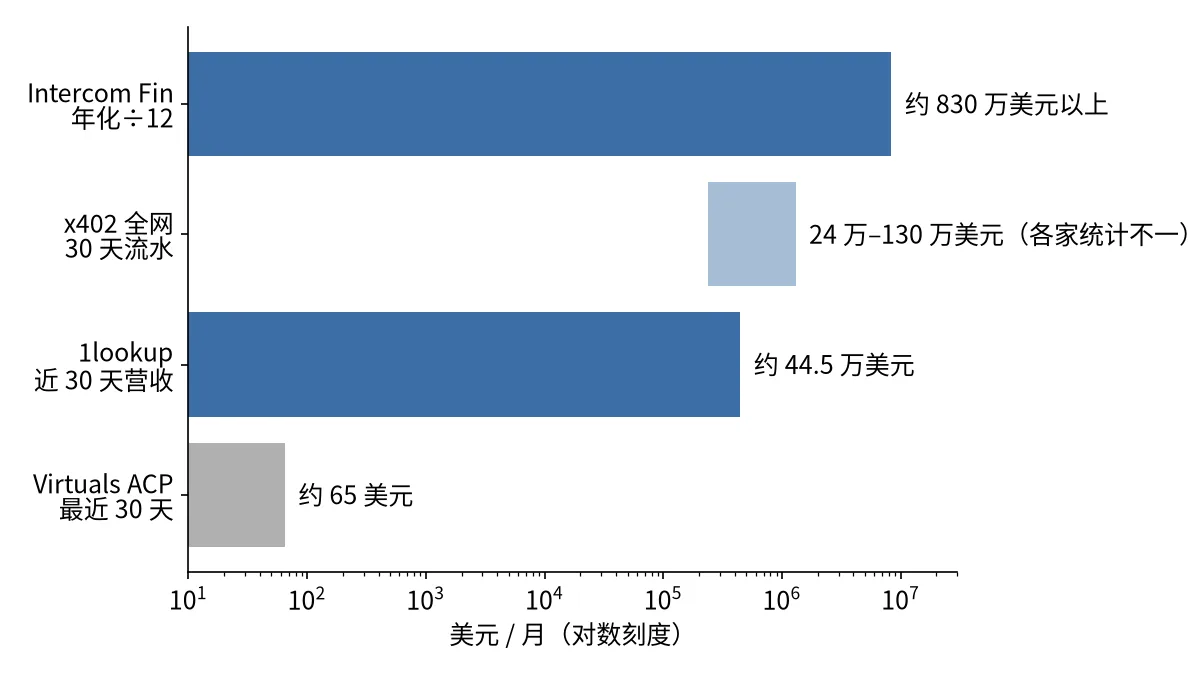 Intercom Fin
年化÷12
约 830 万美元以上
x402 全网
30 天流水
24 万–130 万美元（各家统计不一）
1lookup
近 30 天营收
约 44.5 万美元
Virtuals ACP
最近 30 天
约 65 美元
10¹ 10² 10³ 10⁴ 10⁵ 10⁶ 10⁷
美元 / 月（对数刻度）